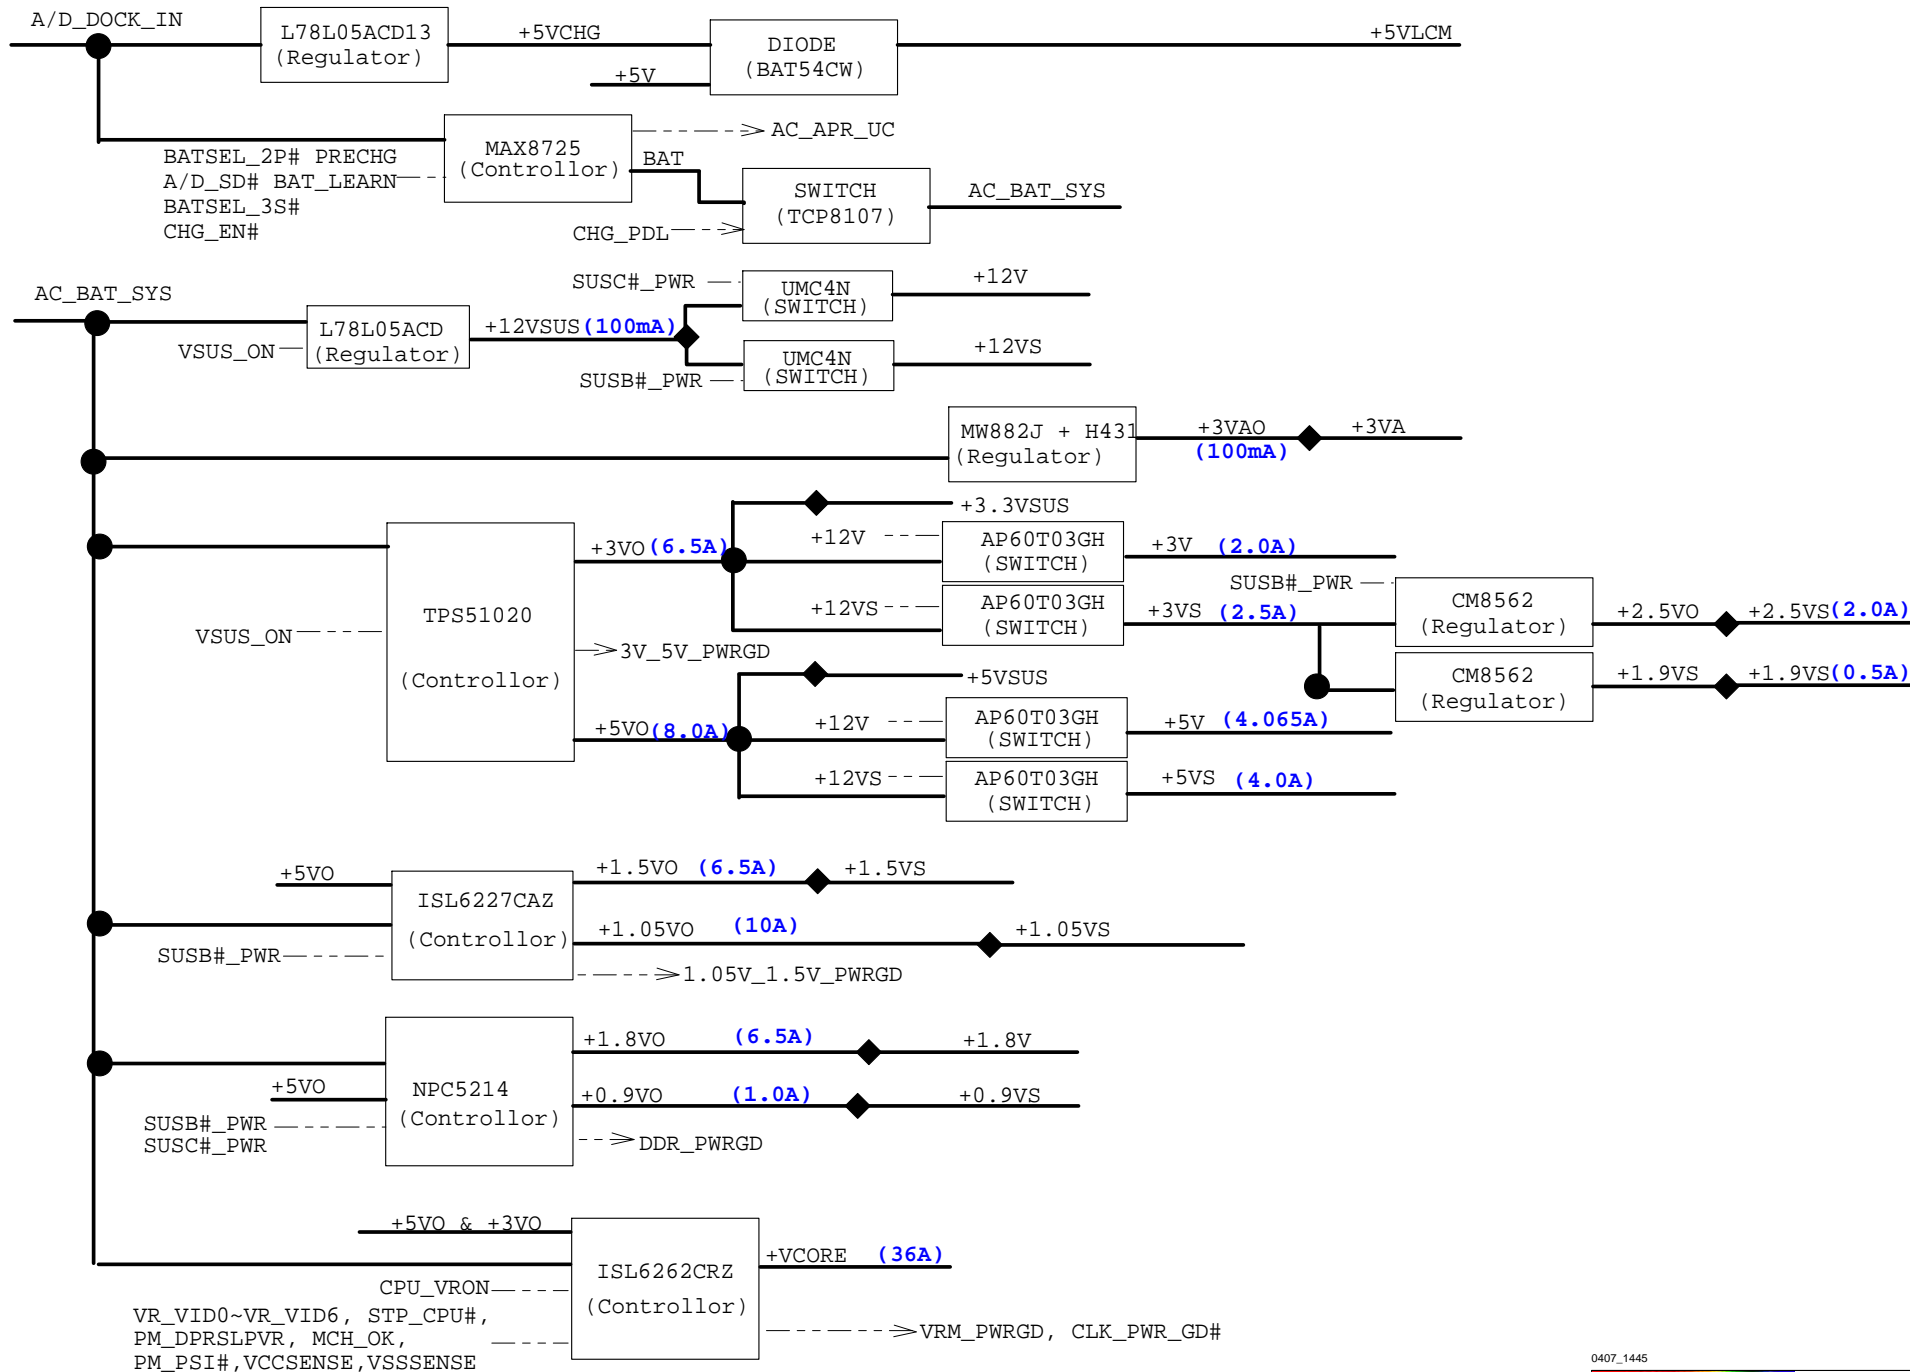 A/D_DOCK_IN
L78L05ACD13
(Regulator)
+5VCHG
+5V
DIODE
(BAT54CW)
+5VLCM
MAX8725
(Controllor)
AC_APR_UC
BATSEL_2P# PRECHG
A/D_SD# BAT_LEARN
BATSEL_3S#
CHG_EN#
BAT
SWITCH
(TCP8107)
AC_BAT_SYS
CHG_PDL
AC_BAT_SYS
L78L05ACD
(Regulator)
VSUS_ON
+12VSUS (100mA)
SUSC#_PWR
UMC4N
(SWITCH)
+12V
UMC4N
(SWITCH)
+12VS
SUSB#_PWR
MW882J + H431
(Regulator)
+3VAO
(100mA)
+3VA
TPS51020
(Controllor)
VSUS_ON
+3VO (6.5A)
+3.3VSUS
+12V
AP60T03GH
(SWITCH)
+3V (2.0A)
+12VS
AP60T03GH
(SWITCH)
+3VS (2.5A)
SUSB#_PWR
CM8562
(Regulator)
+2.5VO
+2.5VS (2.0A)
CM8562
(Regulator)
+1.9VS
+1.9VS (0.5A)
3V_5V_PWRGD
+5VO (8.0A)
+5VSUS
+12V
AP60T03GH
(SWITCH)
+5V (4.065A)
+12VS
AP60T03GH
(SWITCH)
+5VS (4.0A)
+5VO
ISL6227CAZ
(Controllor)
SUSB#_PWR
+1.5VO (6.5A)
+1.5VS
+1.05VO (10A)
+1.05VS
1.05V_1.5V_PWRGD
NPC5214
(Controllor)
+5VO
SUSB#_PWR
SUSC#_PWR
+1.8VO (6.5A)
+1.8V
+0.9VO (1.0A)
+0.9VS
DDR_PWRGD
+5VO & +3VO
ISL6262CRZ
(Controllor)
+VCORE (36A)
CPU_VRON
VR_VID0~VR_VID6, STP_CPU#,
PM_DPRSLPVR, MCH_OK,
PM_PSI#,VCCSENSE,VSSSENSE
VRM_PWRGD, CLK_PWR_GD#
0407_1445